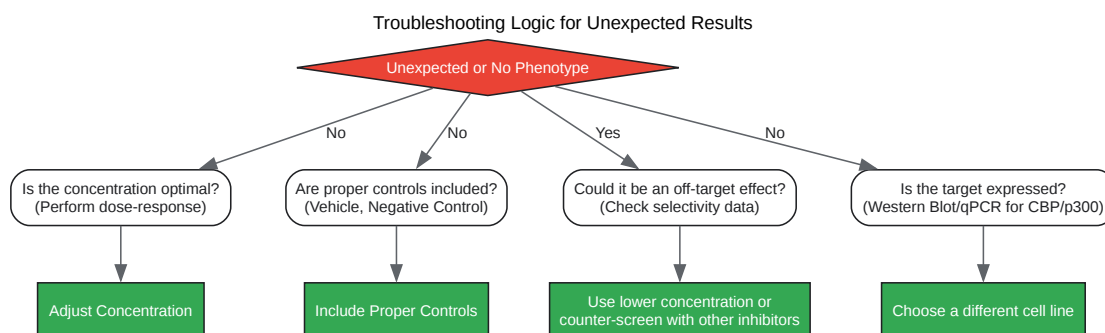 Troubleshooting Logic for Unexpected Results
Unexpected or No Phenotype
No
No
Yes
No
Is the concentration optimal?
(Perform dose-response)
Are proper controls included?
(Vehicle, Negative Control)
Could it be an off-target effect?
(Check selectivity data)
Is the target expressed?
(Western Blot/qPCR for CBP/p300)
Adjust Concentration
Include Proper Controls
Use lower concentration or
counter-screen with other inhibitors
Choose a different cell line